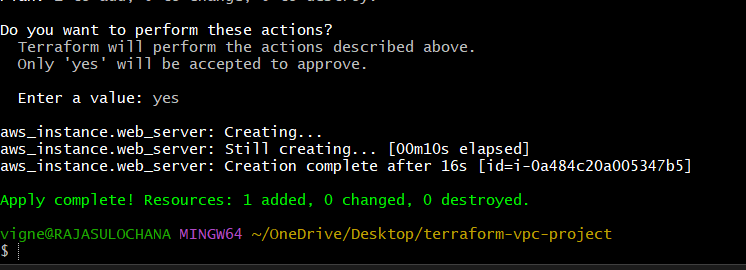 Do you want to perform these actions?
Terraform will perform the actions described above.
Only 'yes' will be accepted to approve.
Enter a value: yes
aws_instance.web_server: Creating...
aws_instance.web_server: Still creating... [00m10s elapsed]
aws_instance.web_server: Creation complete after 16s [id=i-0a484c20a005347b5]
Apply complete! Resources: 1 added, 0 changed, 0 destroyed.
vigne@RAJASULOCHANA MINGW64 ~/OneDrive/Desktop/terraform-vpc-project
$